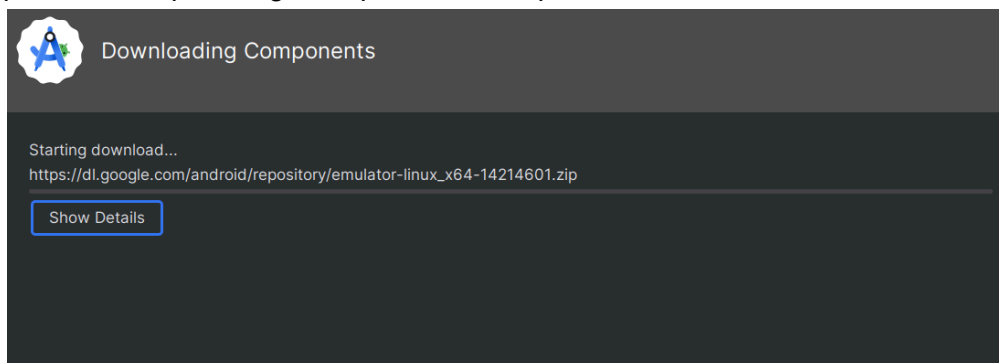 Downloading Components
Starting download...
https://dl.google.com/android/repository/emulator-linux_x64-14214601.zip
Show Details